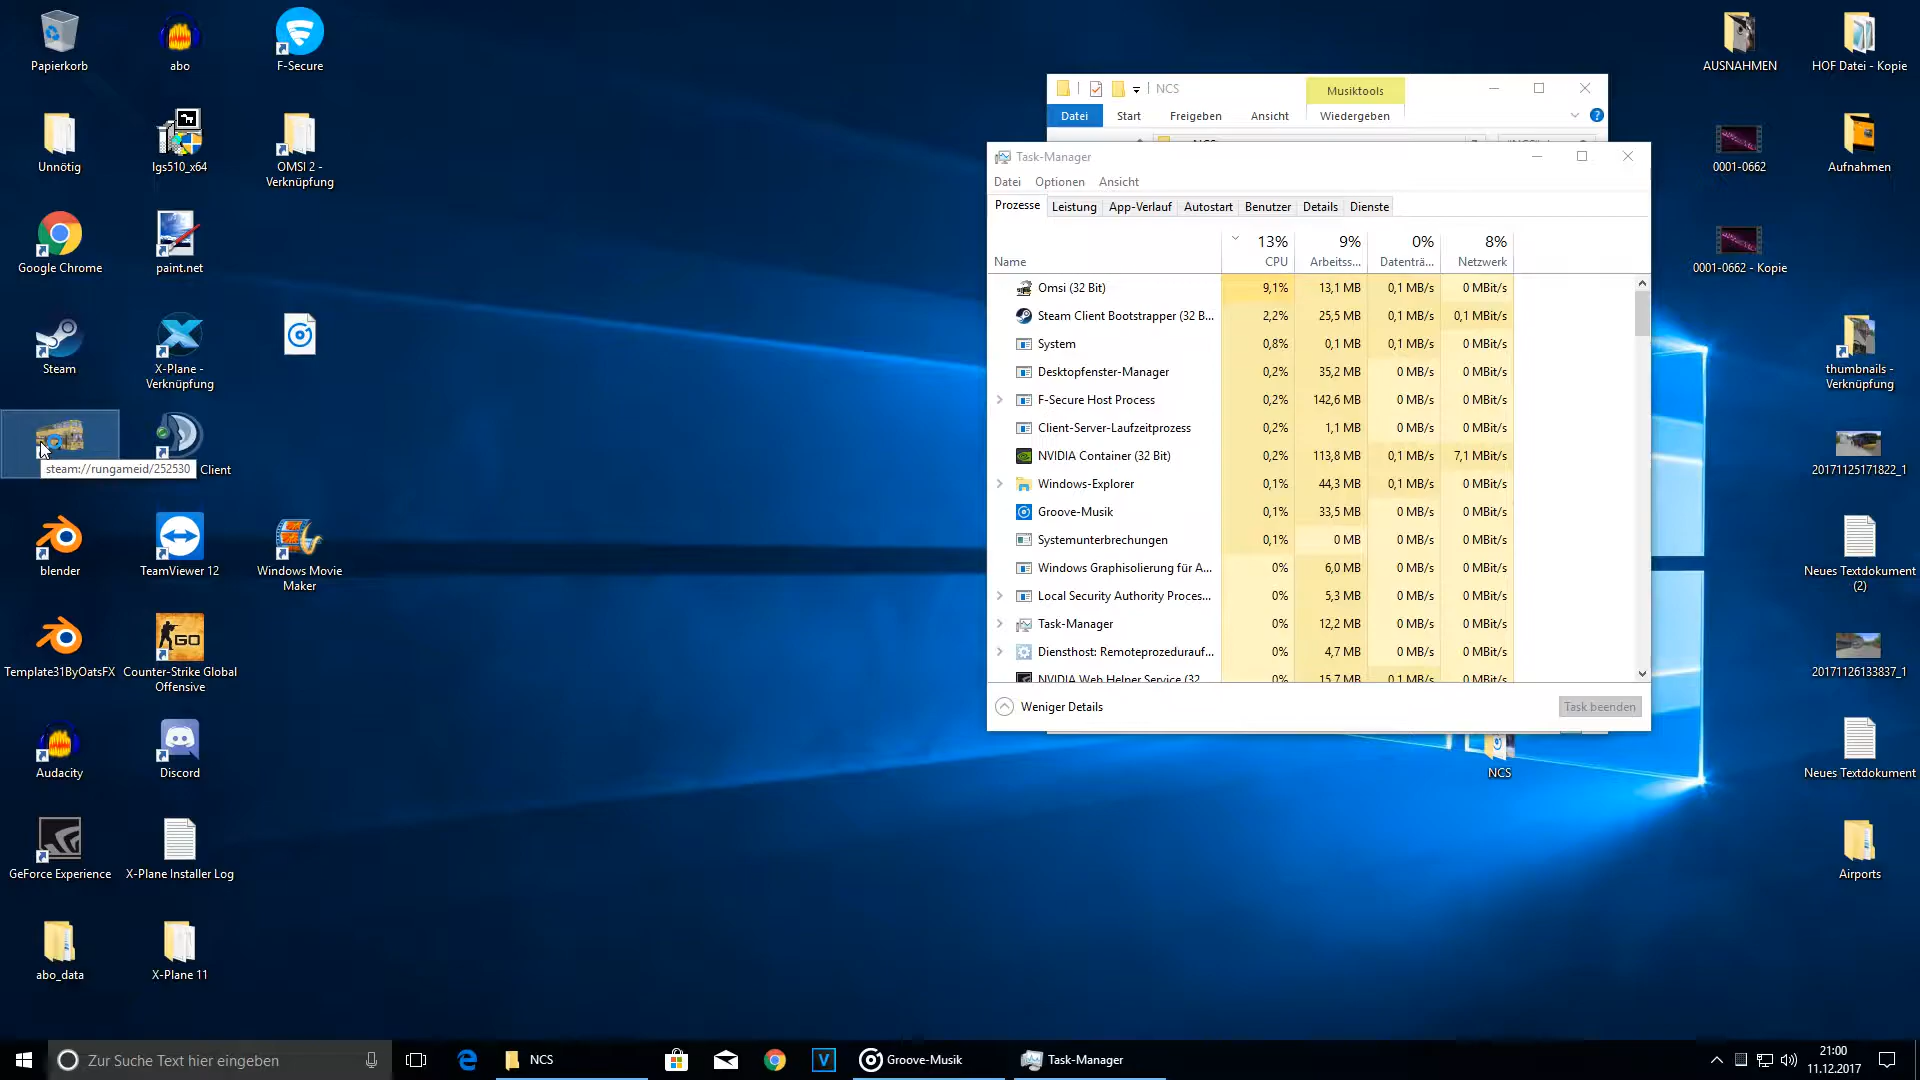 Papierkorb
abo
F-Secure
Unnötig
lgs510_x64
OMSI 2 -
Verknüpfung
Google Chrome
paint.net
Steam
X-Plane -
Verknüpfung
steam://rungameid/252530
Client
blender
TeamViewer 12
Windows Movie
Maker
Template31ByOatsFX
Counter-Strike Global
Offensive
GO
Audacity
Discord
GeForce Experience
X-Plane Installer Log
abo_data
X-Plane 11
NCS
Musiktools
Datei
Start
Freigeben
Ansicht
Wiedergeben
Task-Manager
Datei Optionen Ansicht
Prozesse Leistung App-Verlauf Autostart Benutzer Details Dienste
13% 9% 0% 8%
Name CPU Arbeitss... Datenträ... Netzwerk
Omsi (32 Bit) 9,1% 13,1 MB 0,1 MB/s 0 MBit/s
Steam Client Bootstrapper (32 B... 2,2% 25,5 MB 0,1 MB/s 0,1 MBit/s
System 0,8% 0,1 MB 0,1 MB/s 0 MBit/s
Desktopfenster-Manager 0,2% 35,2 MB 0 MB/s 0 MBit/s
F-Secure Host Process 0,2% 142,6 MB 0 MB/s 0 MBit/s
Client-Server-Laufzeitprozess 0,2% 1,1 MB 0 MB/s 0 MBit/s
NVIDIA Container (32 Bit) 0,2% 113,8 MB 0,1 MB/s 7,1 MBit/s
Windows-Explorer 0,1% 44,3 MB 0,1 MB/s 0 MBit/s
Groove-Musik 0,1% 33,5 MB 0 MB/s 0 MBit/s
Systemunterbrechungen 0,1% 0 MB 0 MB/s 0 MBit/s
Windows Graphisolierung für A... 0% 6,0 MB 0 MB/s 0 MBit/s
Local Security Authority Proces... 0% 5,3 MB 0 MB/s 0 MBit/s
Task-Manager 0% 12,2 MB 0 MB/s 0 MBit/s
Diensthost: Remoteprozeduraufr... 0% 4,7 MB 0 MB/s 0 MBit/s
NVIDIA Web Helper Service (32 0% 15,7 MB 0,1 MB/s 0 MBit/s
Weniger Details
Task beenden
NCS
AUSNAHMEN
HOF Datei - Kopie
0001-0662
Aufnahmen
0001-0662 - Kopie
thumbnails -
Verknüpfung
20171125171822_1
Neues Textdokument
(2)
20171126133837_1
Neues Textdokument
Airports
Zur Suche Text hier eingeben
NCS
Groove-Musik
Task-Manager
21:00
11.12.2017